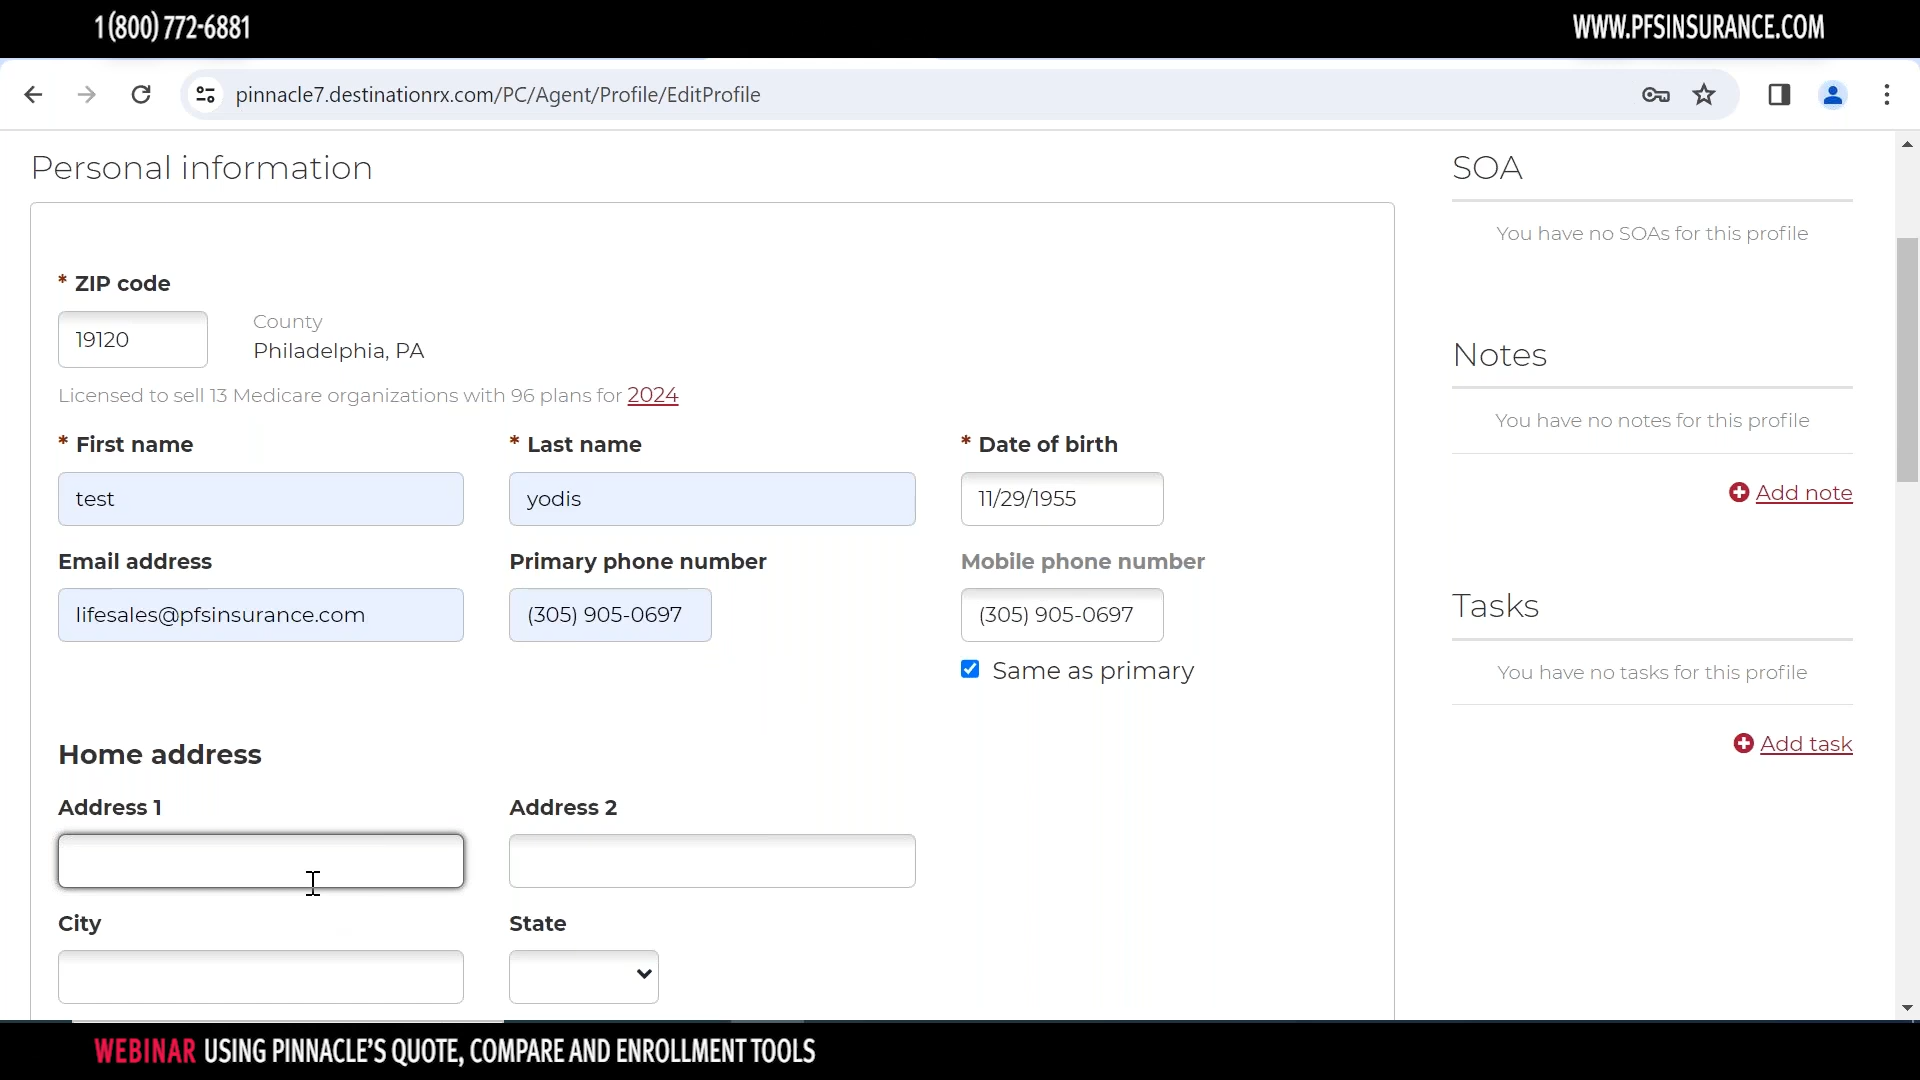 1 (800) 772-6881
WWW.PFSINSURANCE.COM
pinnacle7.destinationrx.com/PC/Agent/Profile/EditProfile
Personal information
* ZIP code
19120
County
Philadelphia, PA
Licensed to sell 13 Medicare organizations with 96 plans for 2024
* First name
* Last name
* Date of birth
test
yodis
11/29/1955
Email address
Primary phone number
Mobile phone number
lifesales@pfsinsurance.com
(305) 905-0697
(305) 905-0697
Same as primary
Home address
Address 1
Address 2
City
State
SOA
You have no SOAs for this profile
Notes
You have no notes for this profile
Add note
Tasks
You have no tasks for this profile
Add task
WEBINAR USING PINNACLE'S QUOTE, COMPARE AND ENROLLMENT TOOLS